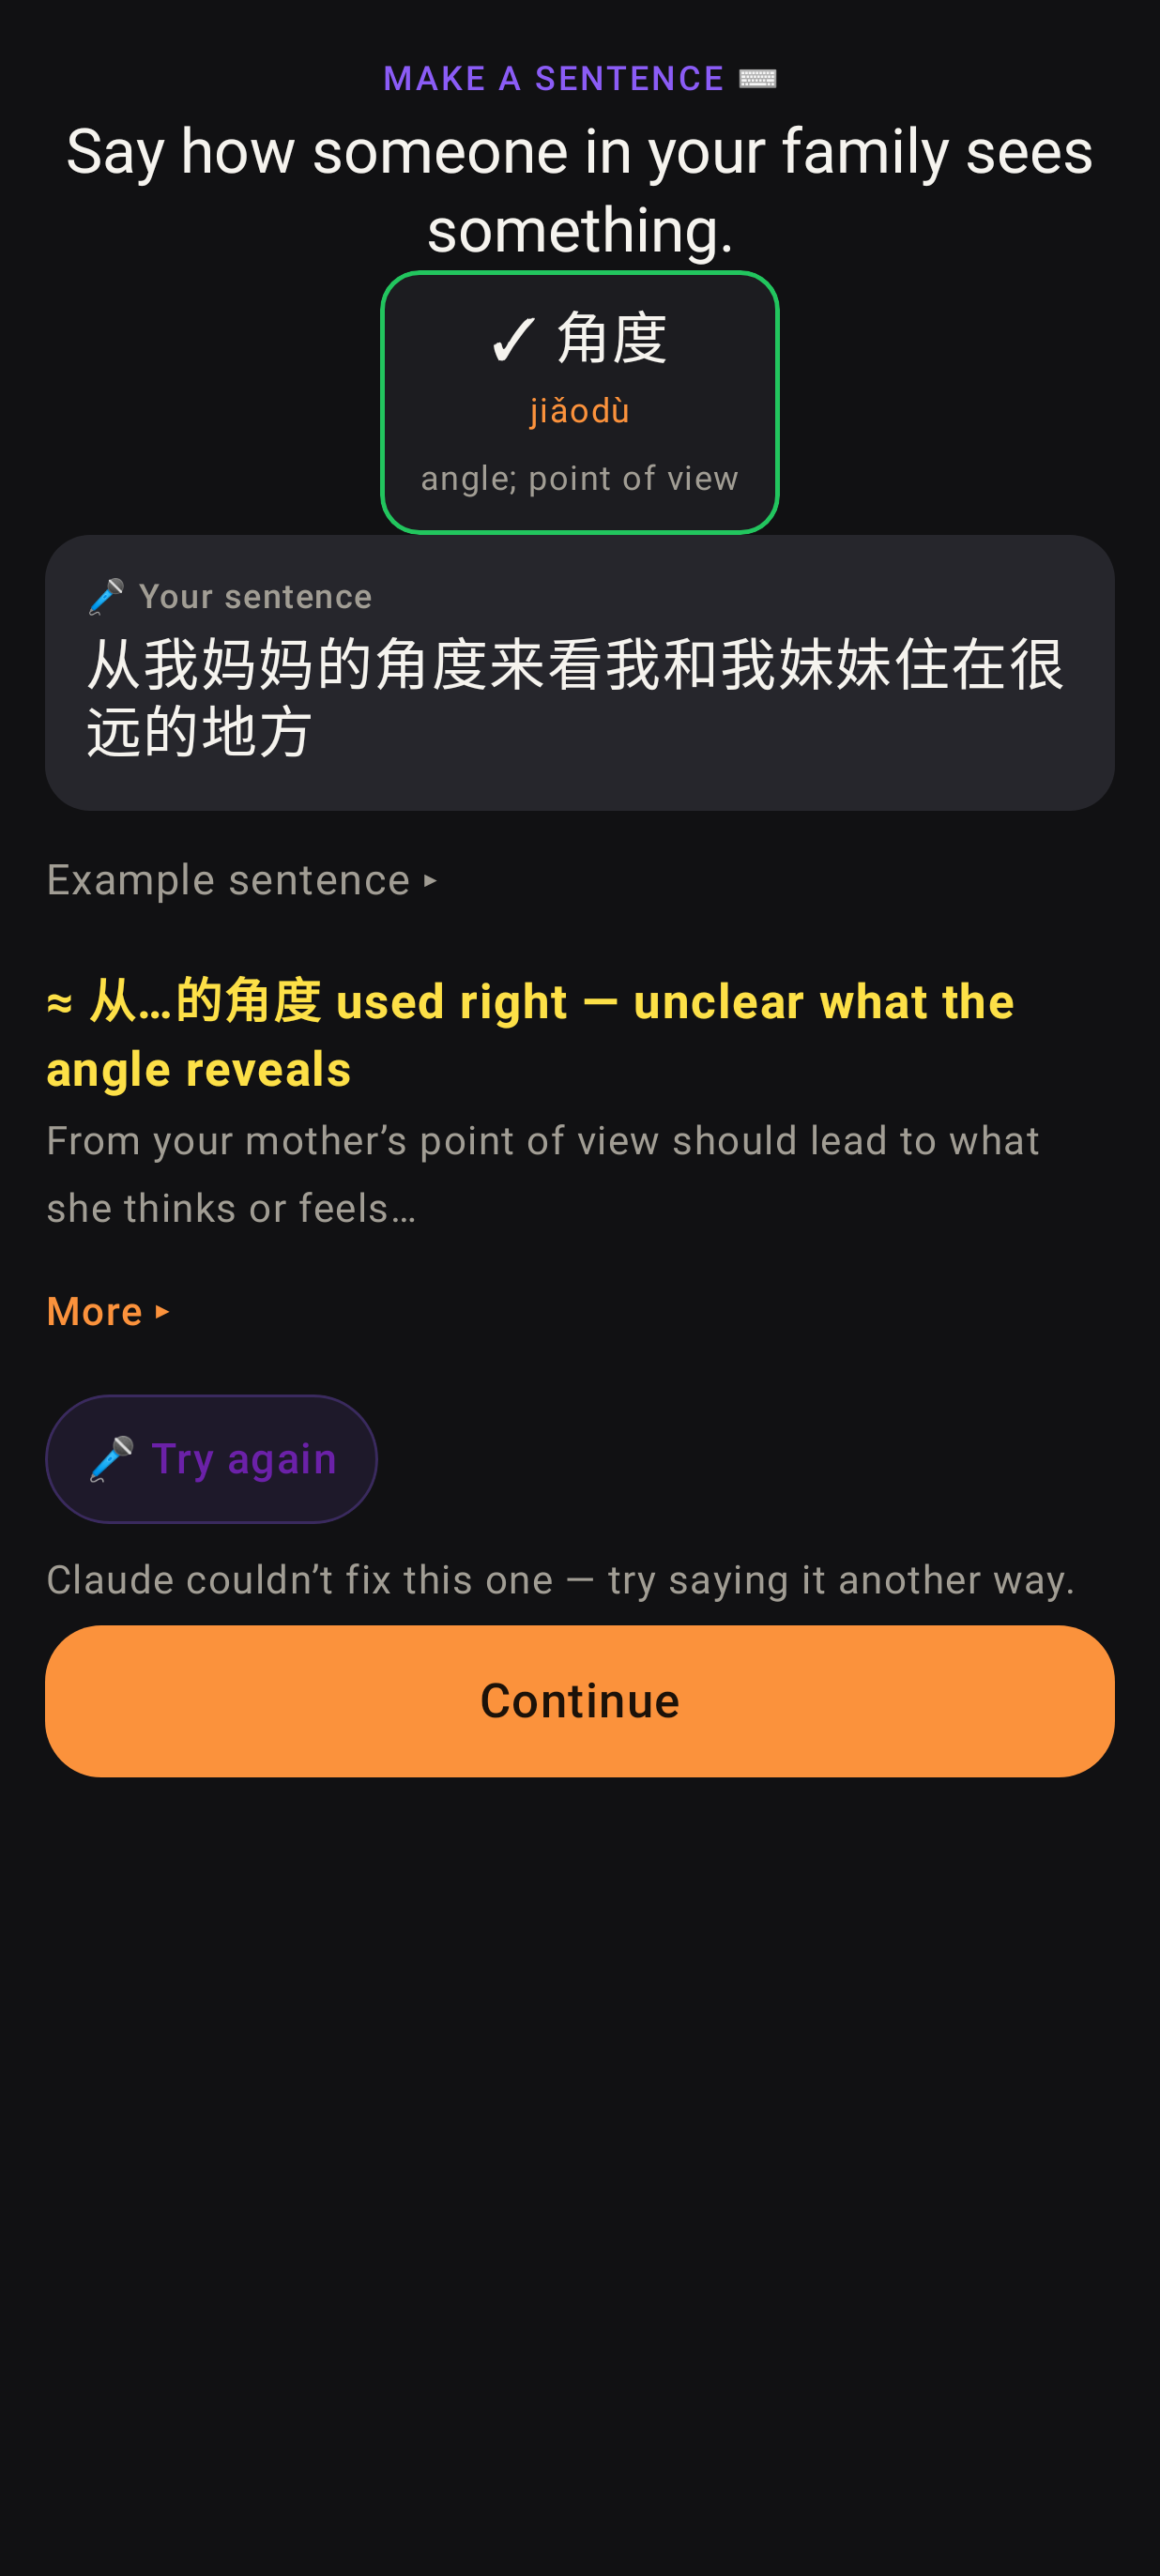 MAKE A SENTENCE ⌨
Say how someone in your family sees
something.
✓ 角度
jiǎodù
angle; point of view
🎤 Your sentence
从我妈妈的角度来看我和我妹妹住在很
远的地方
Example sentence ▸
≈ 从…的角度 used right — unclear what the
angle reveals
From your mother’s point of view should lead to what
she thinks or feels…
More ▸
🎤 Try again
Claude couldn’t fix this one — try saying it another way.
Continue